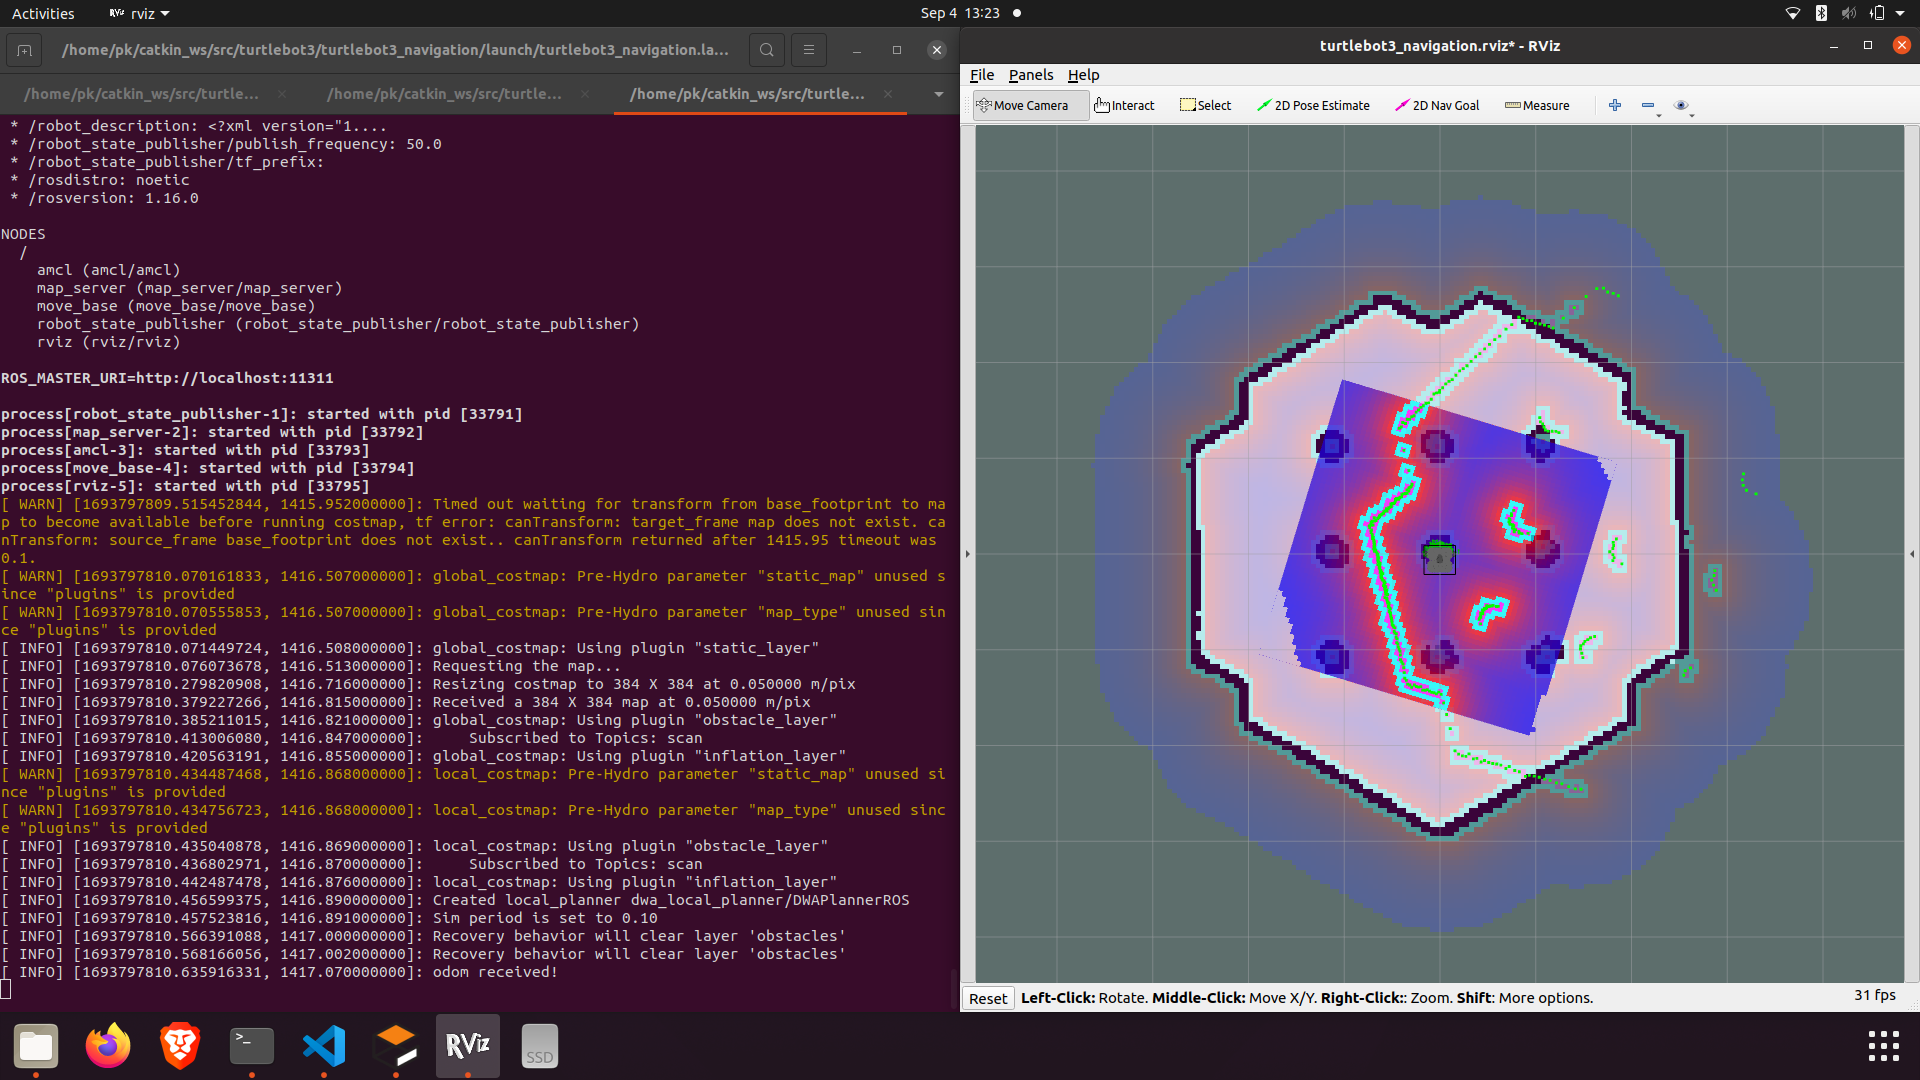 Activities
rviz
Sep 4 13:23
/home/pk/catkin_ws/src/turtlebot3/turtlebot3_navigation/launch/turtlebot3_navigation.la...
/home/pk/catkin_ws/src/turtle...
/home/pk/catkin_ws/src/turtle...
/home/pk/catkin_ws/src/turtle...
* /robot_description: <?xml version="1....
* /robot_state_publisher/publish_frequency: 50.0
* /robot_state_publisher/tf_prefix:
* /rosdistro: noetic
* /rosversion: 1.16.0
NODES
/
amcl (amcl/amcl)
map_server (map_server/map_server)
move_base (move_base/move_base)
robot_state_publisher (robot_state_publisher/robot_state_publisher)
rviz (rviz/rviz)
ROS_MASTER_URI=http://localhost:11311
process[robot_state_publisher-1]: started with pid [33791]
process[map_server-2]: started with pid [33792]
process[amcl-3]: started with pid [33793]
process[move_base-4]: started with pid [33794]
process[rviz-5]: started with pid [33795]
[ WARN] [1693797809.515452844, 1415.952000000]: Timed out waiting for transform from base_footprint to ma
p to become available before running costmap, tf error: canTransform: target_frame map does not exist. ca
nTransform: source_frame base_footprint does not exist.. canTransform returned after 1415.95 timeout was
0.1.
[ WARN] [1693797810.070161833, 1416.507000000]: global_costmap: Pre-Hydro parameter "static_map" unused s
ince "plugins" is provided
[ WARN] [1693797810.070555853, 1416.507000000]: global_costmap: Pre-Hydro parameter "map_type" unused sin
ce "plugins" is provided
[ INFO] [1693797810.071449724, 1416.508000000]: global_costmap: Using plugin "static_layer"
[ INFO] [1693797810.076073678, 1416.513000000]: Requesting the map...
[ INFO] [1693797810.279820908, 1416.716000000]: Resizing costmap to 384 X 384 at 0.050000 m/pix
[ INFO] [1693797810.379227266, 1416.815000000]: Received a 384 X 384 map at 0.050000 m/pix
[ INFO] [1693797810.385211015, 1416.821000000]: global_costmap: Using plugin "obstacle_layer"
[ INFO] [1693797810.413006080, 1416.847000000]: Subscribed to Topics: scan
[ INFO] [1693797810.420563191, 1416.855000000]: global_costmap: Using plugin "inflation_layer"
[ WARN] [1693797810.434487468, 1416.868000000]: local_costmap: Pre-Hydro parameter "static_map" unused si
nce "plugins" is provided
[ WARN] [1693797810.434756723, 1416.868000000]: local_costmap: Pre-Hydro parameter "map_type" unused sinc
e "plugins" is provided
[ INFO] [1693797810.435040878, 1416.869000000]: local_costmap: Using plugin "obstacle_layer"
[ INFO] [1693797810.436802971, 1416.870000000]: Subscribed to Topics: scan
[ INFO] [1693797810.442487478, 1416.876000000]: local_costmap: Using plugin "inflation_layer"
[ INFO] [1693797810.456599375, 1416.890000000]: Created local_planner dwa_local_planner/DWAPlannerROS
[ INFO] [1693797810.457523816, 1416.891000000]: Sim period is set to 0.10
[ INFO] [1693797810.566391088, 1417.000000000]: Recovery behavior will clear layer 'obstacles'
[ INFO] [1693797810.568166056, 1417.002000000]: Recovery behavior will clear layer 'obstacles'
[ INFO] [1693797810.635916331, 1417.070000000]: odom received!
turtlebot3_navigation.rviz* - RViz
File Panels Help
Move Camera Interact Select 2D Pose Estimate 2D Nav Goal Measure
Reset Left-Click: Rotate. Middle-Click: Move X/Y. Right-Click:: Zoom. Shift: More options.
31 fps
RViz
SSD